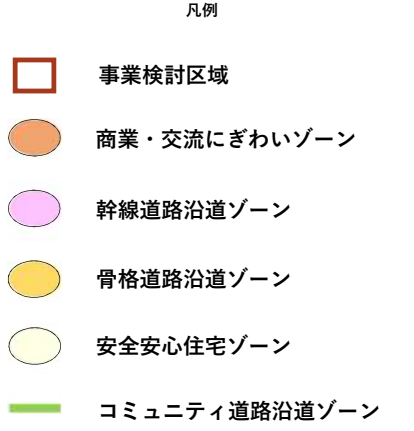 凡例
事業検討区域
商業・交流にぎわいゾーン
幹線道路沿道ゾーン
骨格道路沿道ゾーン
安全安心住宅ゾーン
コミュニティ道路沿道ゾーン